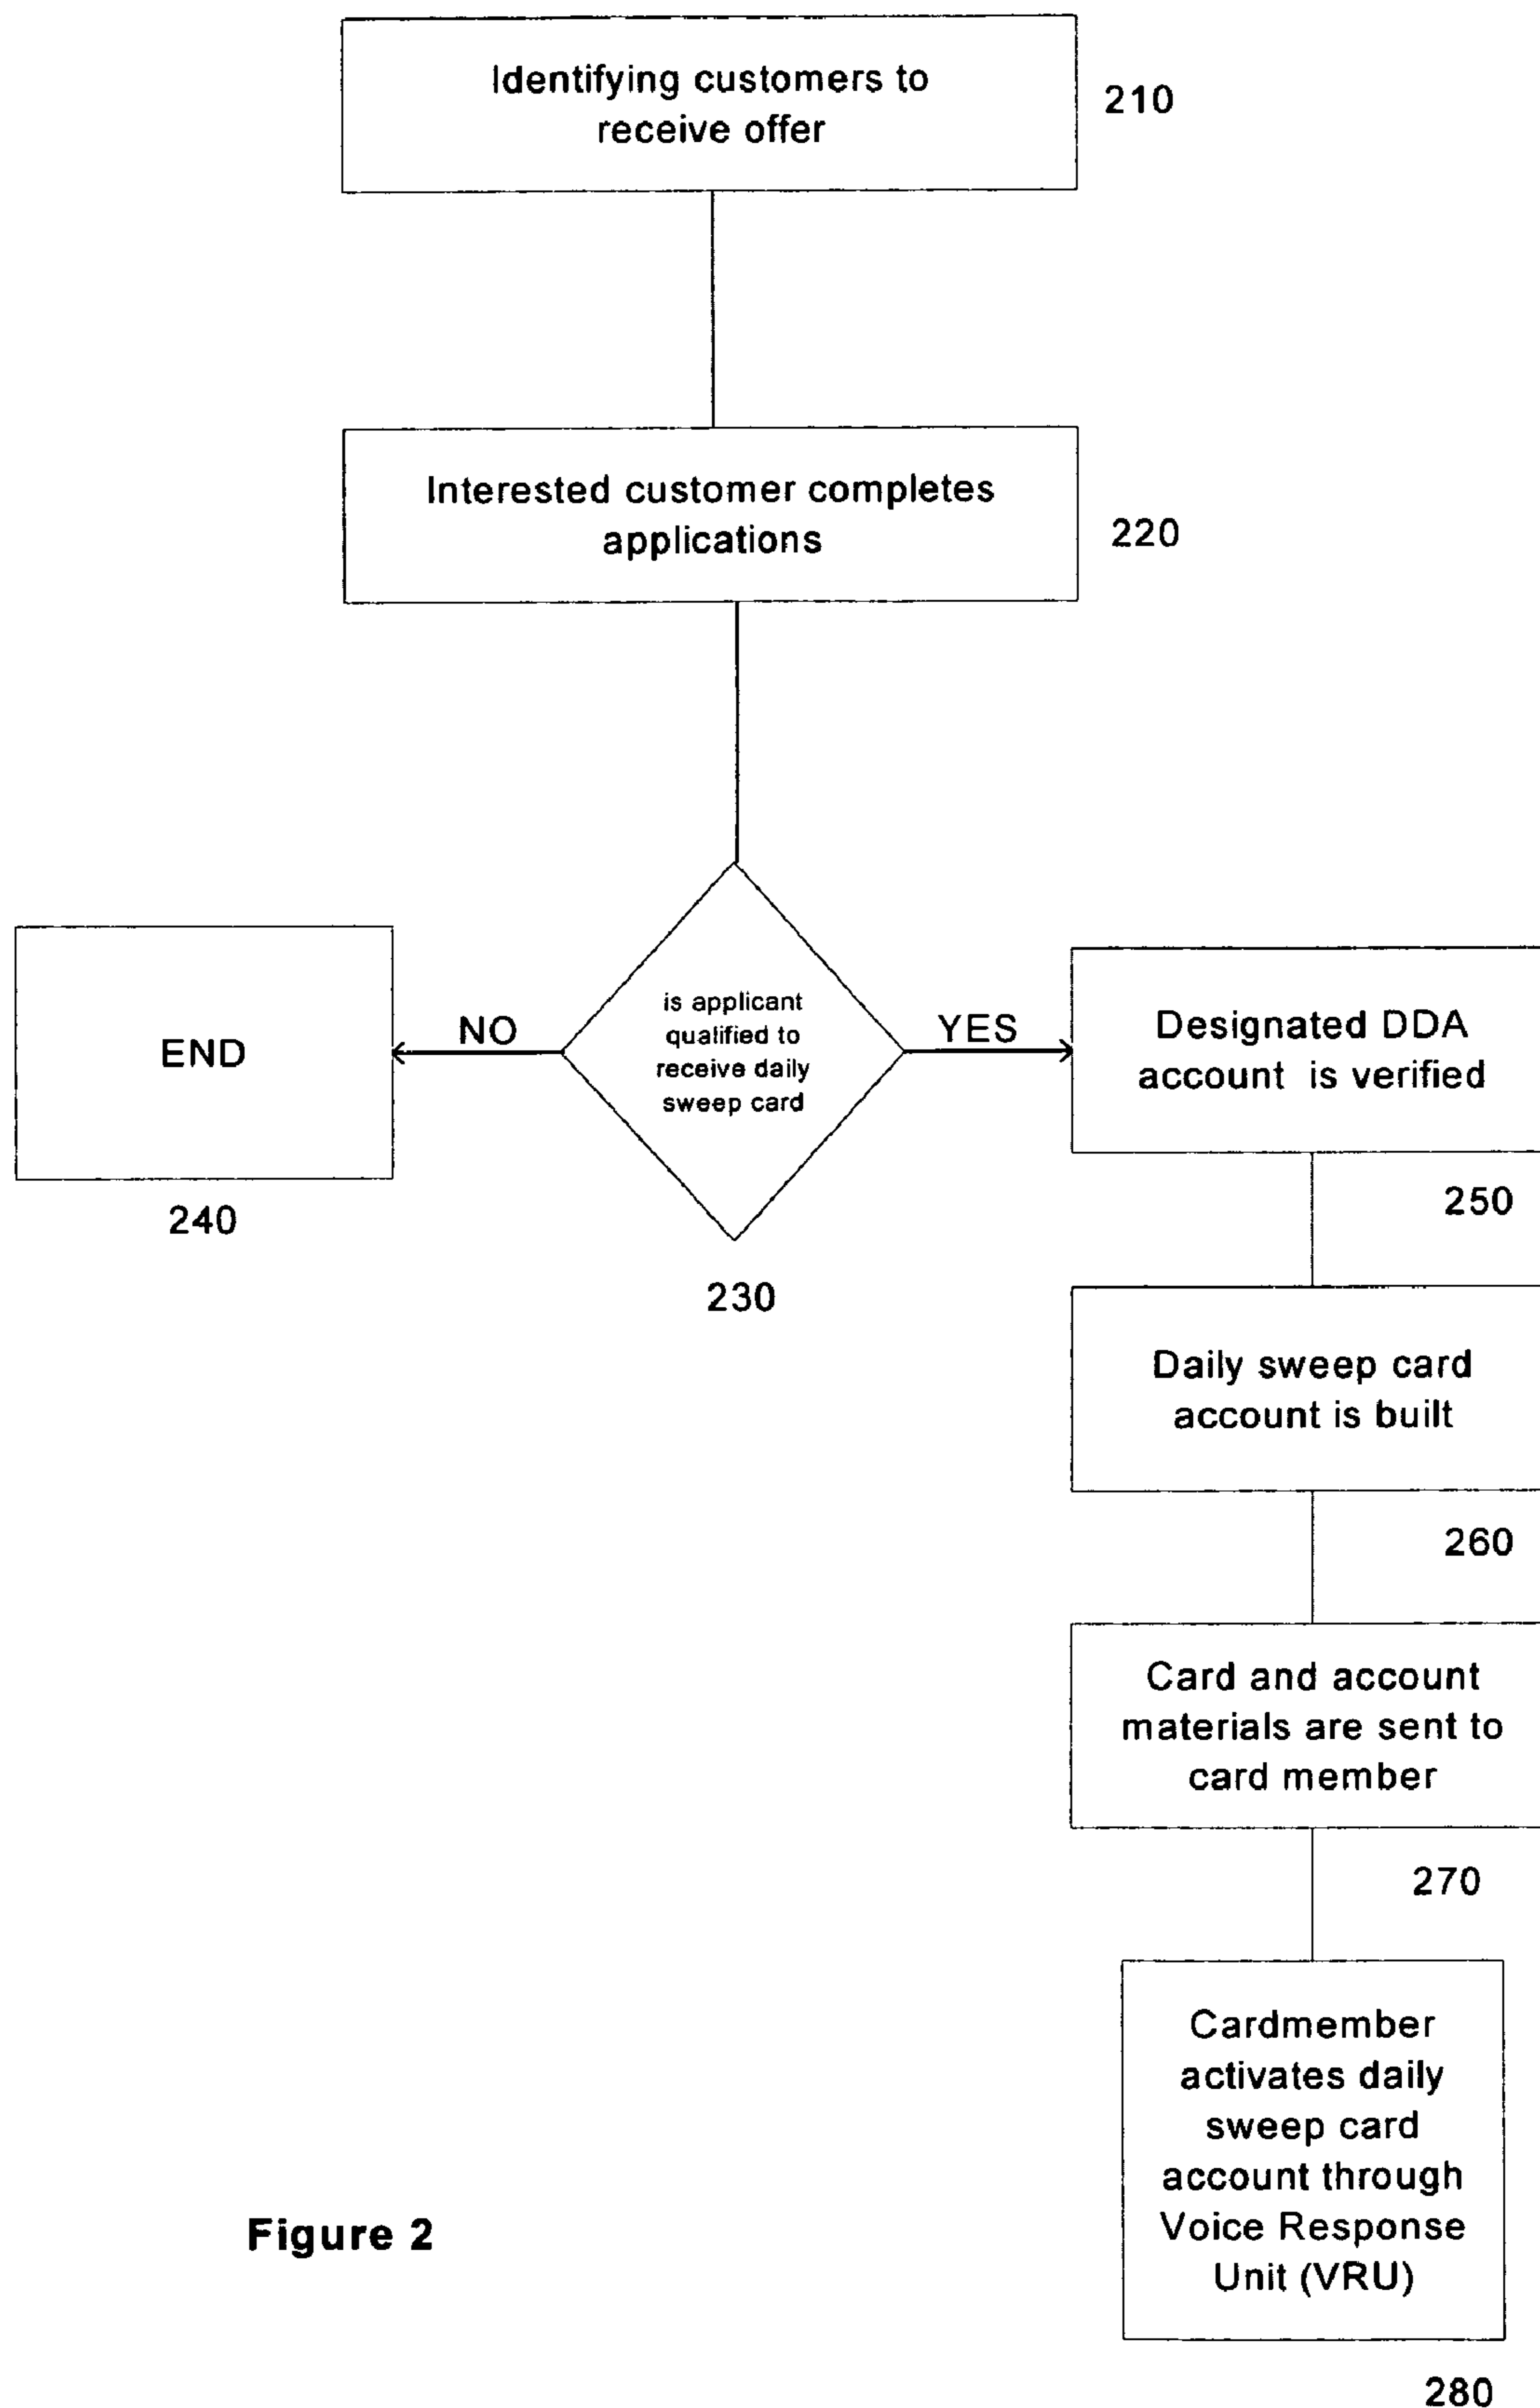 Identifying customers to
receive offer
210
Interested customer completes
applications
220
is applicant
qualified to
receive daily
sweep card
230
NO
END
240
YES
Designated DDA
account is verified
250
Daily sweep card
account is built
260
Card and account
materials are sent to
card member
270
Cardmember
activates daily
sweep card
account through
Voice Response
Unit (VRU)
280
Figure 2